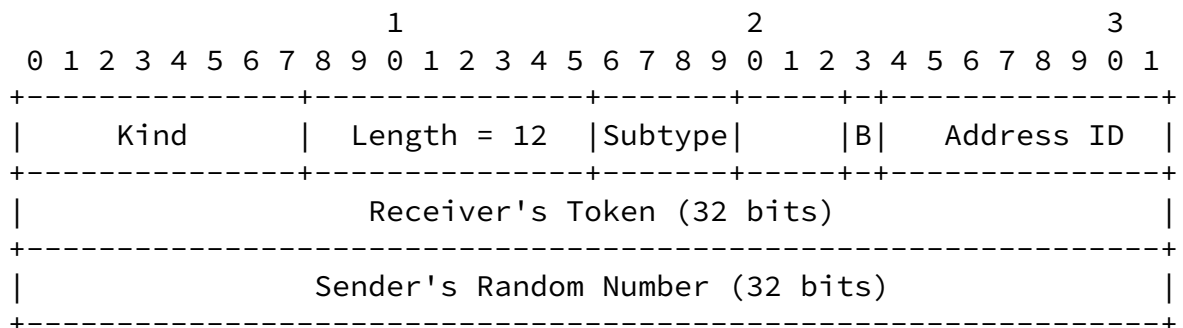 1                   2                   3
 0 1 2 3 4 5 6 7 8 9 0 1 2 3 4 5 6 7 8 9 0 1 2 3 4 5 6 7 8 9 0 1
+---------------+---------------+-------+-----+-+---------------+
|     Kind      |  Length = 12  |Subtype|     |B|   Address ID  |
+---------------+---------------+-------+-----+-+---------------+
|                   Receiver's Token (32 bits)                  |
+---------------------------------------------------------------+
|                Sender's Random Number (32 bits)               |
+---------------------------------------------------------------+